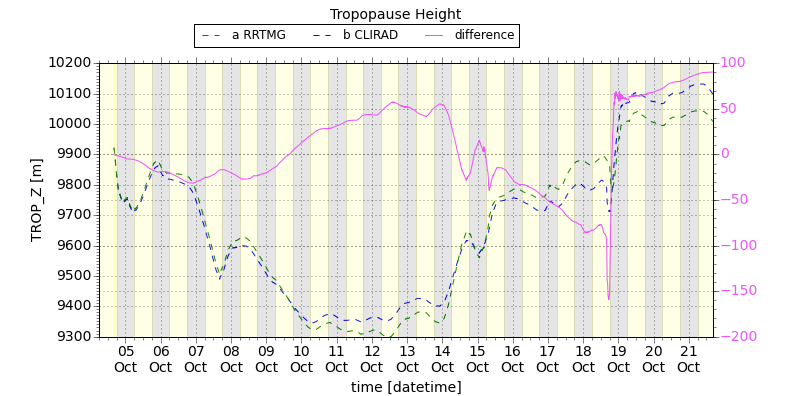 Tropopause Height
a RRTMG b CLIRAD difference
10200
10100
10000
9900
9800
9700
9600
9500
9400
9300
TROP_Z [m]
100
50
0
−50
−100
−150
−200
05 06 07 08 09 10 11 12 13 14 15 16 17 18 19 20 21
Oct Oct Oct Oct Oct Oct Oct Oct Oct Oct Oct Oct Oct Oct Oct Oct Oct
time [datetime]